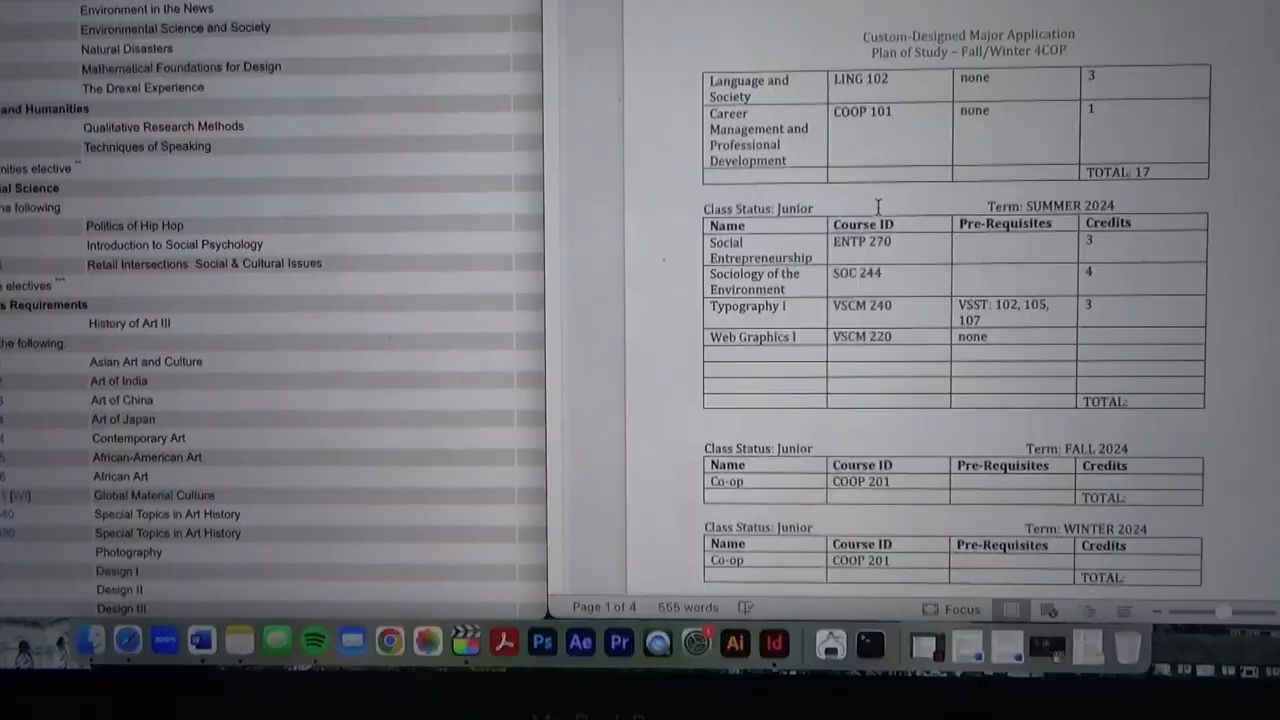 Environment in the News
Environmental Science and Society
Natural Disasters
Mathematical Foundations for Design
The Drexel Experience
and Humanities
Qualitative Research Methods
Techniques of Speaking
nities elective **
al Science
he following
Politics of Hip Hop
Introduction to Social Psychology
Retail Intersections: Social & Cultural Issues
e electives ***
s Requirements
History of Art III
he following:
Asian Art and Culture
Art of India
Art of China
Art of Japan
Contemporary Art
African-American Art
African Art
[WI] Global Material Culture
Special Topics in Art History
Special Topics in Art History
Photography
Design I
Design II
Design III
Custom-Designed Major Application
Plan of Study – Fall/Winter 4COP
Language and Society LING 102 none 3
Career Management and Professional Development COOP 101 none 1
TOTAL: 17
Class Status: Junior Term: SUMMER 2024
Name Course ID Pre-Requisites Credits
Social Entrepreneurship ENTP 270 3
Sociology of the Environment SOC 244 4
Typography I VSCM 240 VSST: 102, 105, 107 3
Web Graphics I VSCM 220 none
TOTAL:
Class Status: Junior Term: FALL 2024
Name Course ID Pre-Requisites Credits
Co-op COOP 201
TOTAL:
Class Status: Junior Term: WINTER 2024
Name Course ID Pre-Requisites Credits
Co-op COOP 201
TOTAL:
Page 1 of 4 555 words Focus
zoom W Ps Ae Pr 1 Ai Id